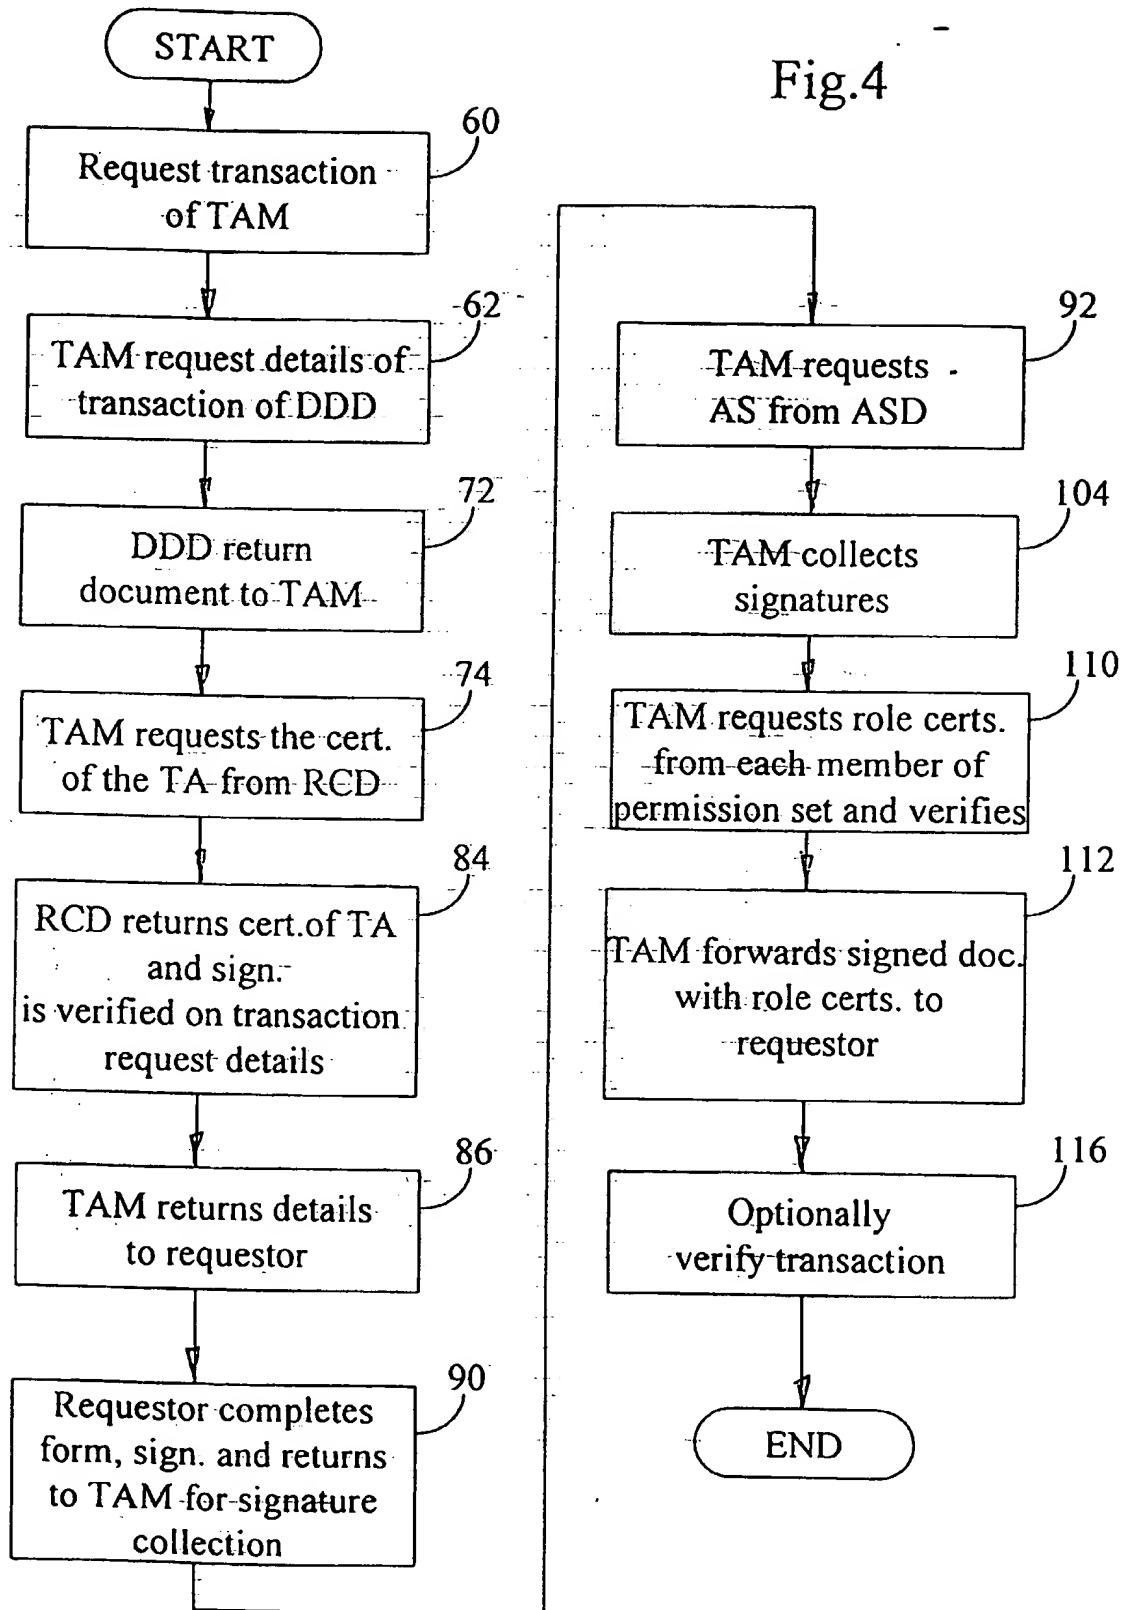 START
Fig.4
60
Request transaction
of TAM
62
TAM request details of
transaction of DDD
72
DDD return
document to TAM
74
TAM requests the cert.
of the TA from RCD
84
RCD returns cert.of TA
and sign.
is verified on transaction
request details
86
TAM returns details
to requestor
90
Requestor completes
form, sign. and returns
to TAM for signature
collection
92
TAM requests
AS from ASD
104
TAM collects
signatures
110
TAM requests role certs.
from each member of
permission set and verifies
112
TAM forwards signed doc.
with role certs. to
requestor
116
Optionally
verify transaction
END